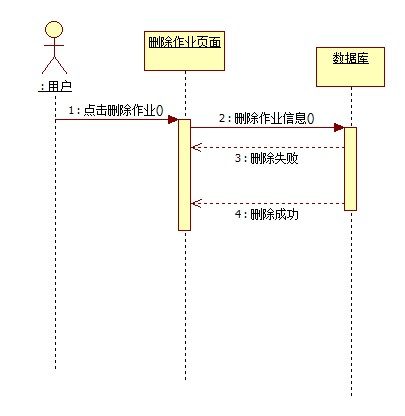 删除作业页面
数据库
:用户
1:点击删除作业()
2:删除作业信息()
3:删除失败
4:删除成功